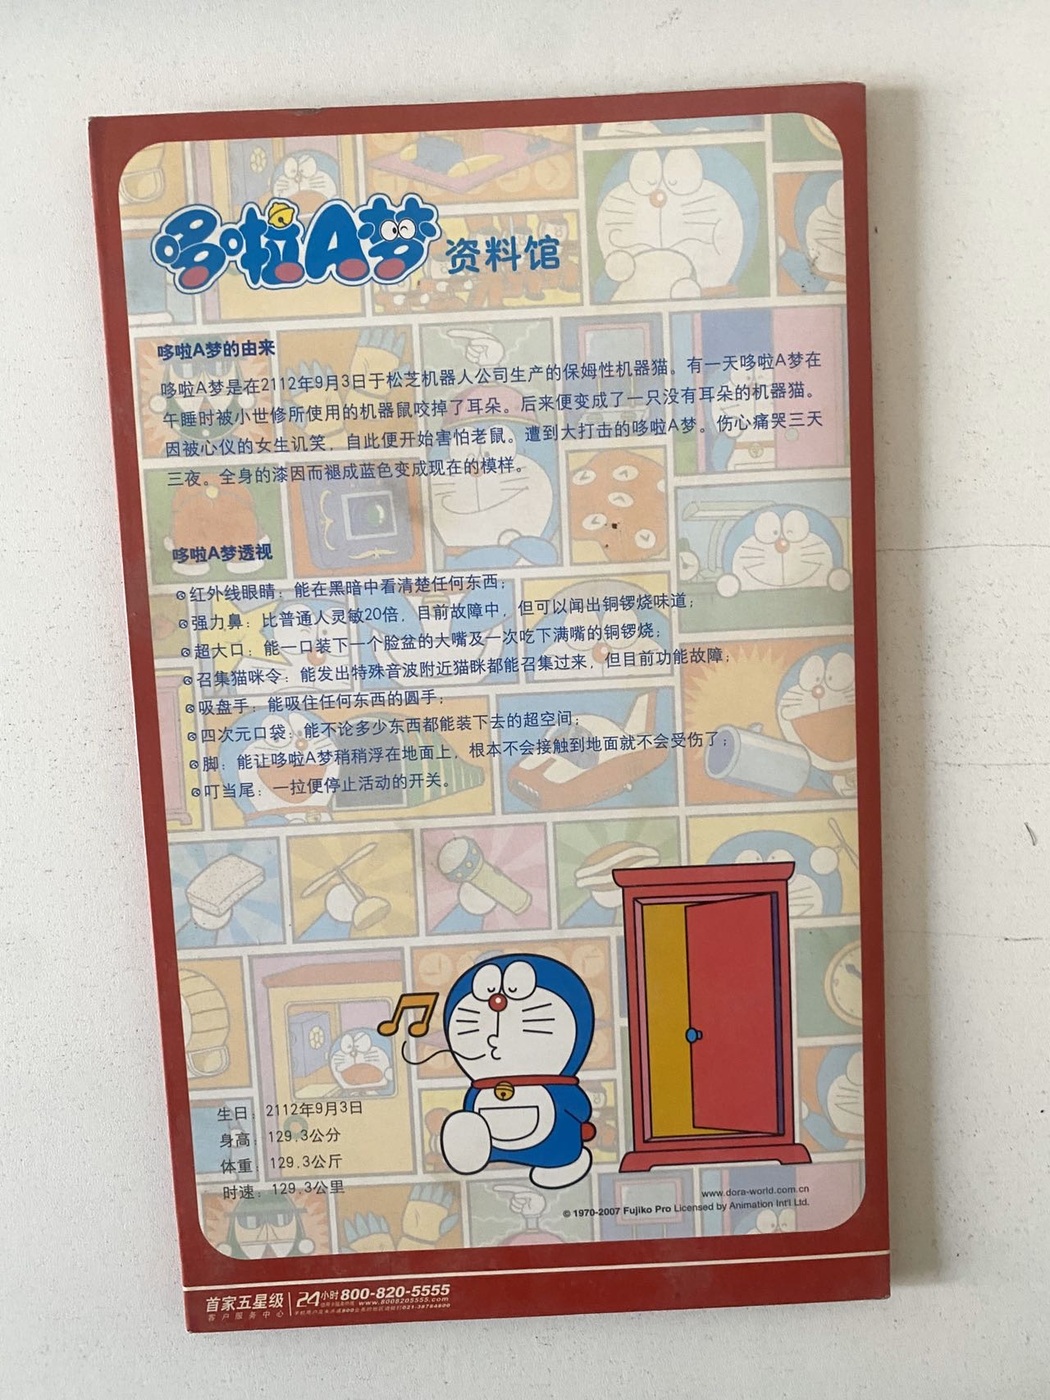 哆啦A梦 资料馆
哆啦A梦的由来
哆啦A梦是在2112年9月3日于松芝机器人公司生产的保姆性机器猫。有一天哆啦A梦在
午睡时被小世修所使用的机器鼠咬掉了耳朵。后来便变成了一只没有耳朵的机器猫。
因被心仪的女生讥笑，自此便开始害怕老鼠。遭到大打击的哆啦A梦。伤心痛哭三天
三夜。全身的漆因而褪成蓝色变成现在的模样。
哆啦A梦透视
红外线眼睛：能在黑暗中看清楚任何东西；
强力鼻：比普通人灵敏20倍，目前故障中，但可以闻出铜锣烧味道；
超大口：能一口装下一个脸盆的大嘴及一次吃下满嘴的铜锣烧；
召集猫咪令：能发出特殊音波附近猫眯都能召集过来，但目前功能故障；
吸盘手：能吸住任何东西的圆手；
四次元口袋：能不论多少东西都能装下去的超空间；
脚：能让哆啦A梦稍稍浮在地面上，根本不会接触到地面就不会受伤了；
叮当尾：一拉便停止活动的开关。
生日：2112年9月3日
身高：129.3公分
体重：129.3公斤
时速：129.3公里
www.dora-world.com.cn
© 1970-2007 Fujiko Pro Licensed by Animation Int'l Ltd.
首家五星级 24小时 800-820-5555
客户服务中心 www.8008205555.com